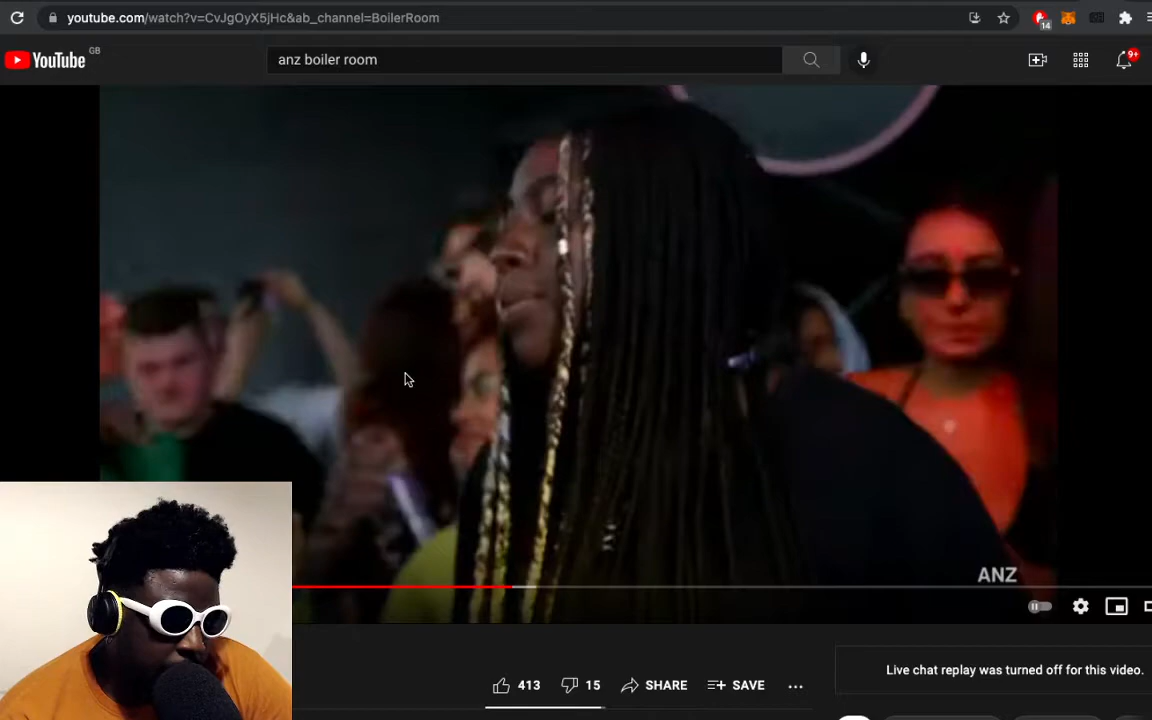 youtube.com/watch?v=CvJgOyX5jHc&ab_channel=BoilerRoom
14
YouTube GB
anz boiler room
9+
ANZ
413
15
SHARE
SAVE
Live chat replay was turned off for this video.